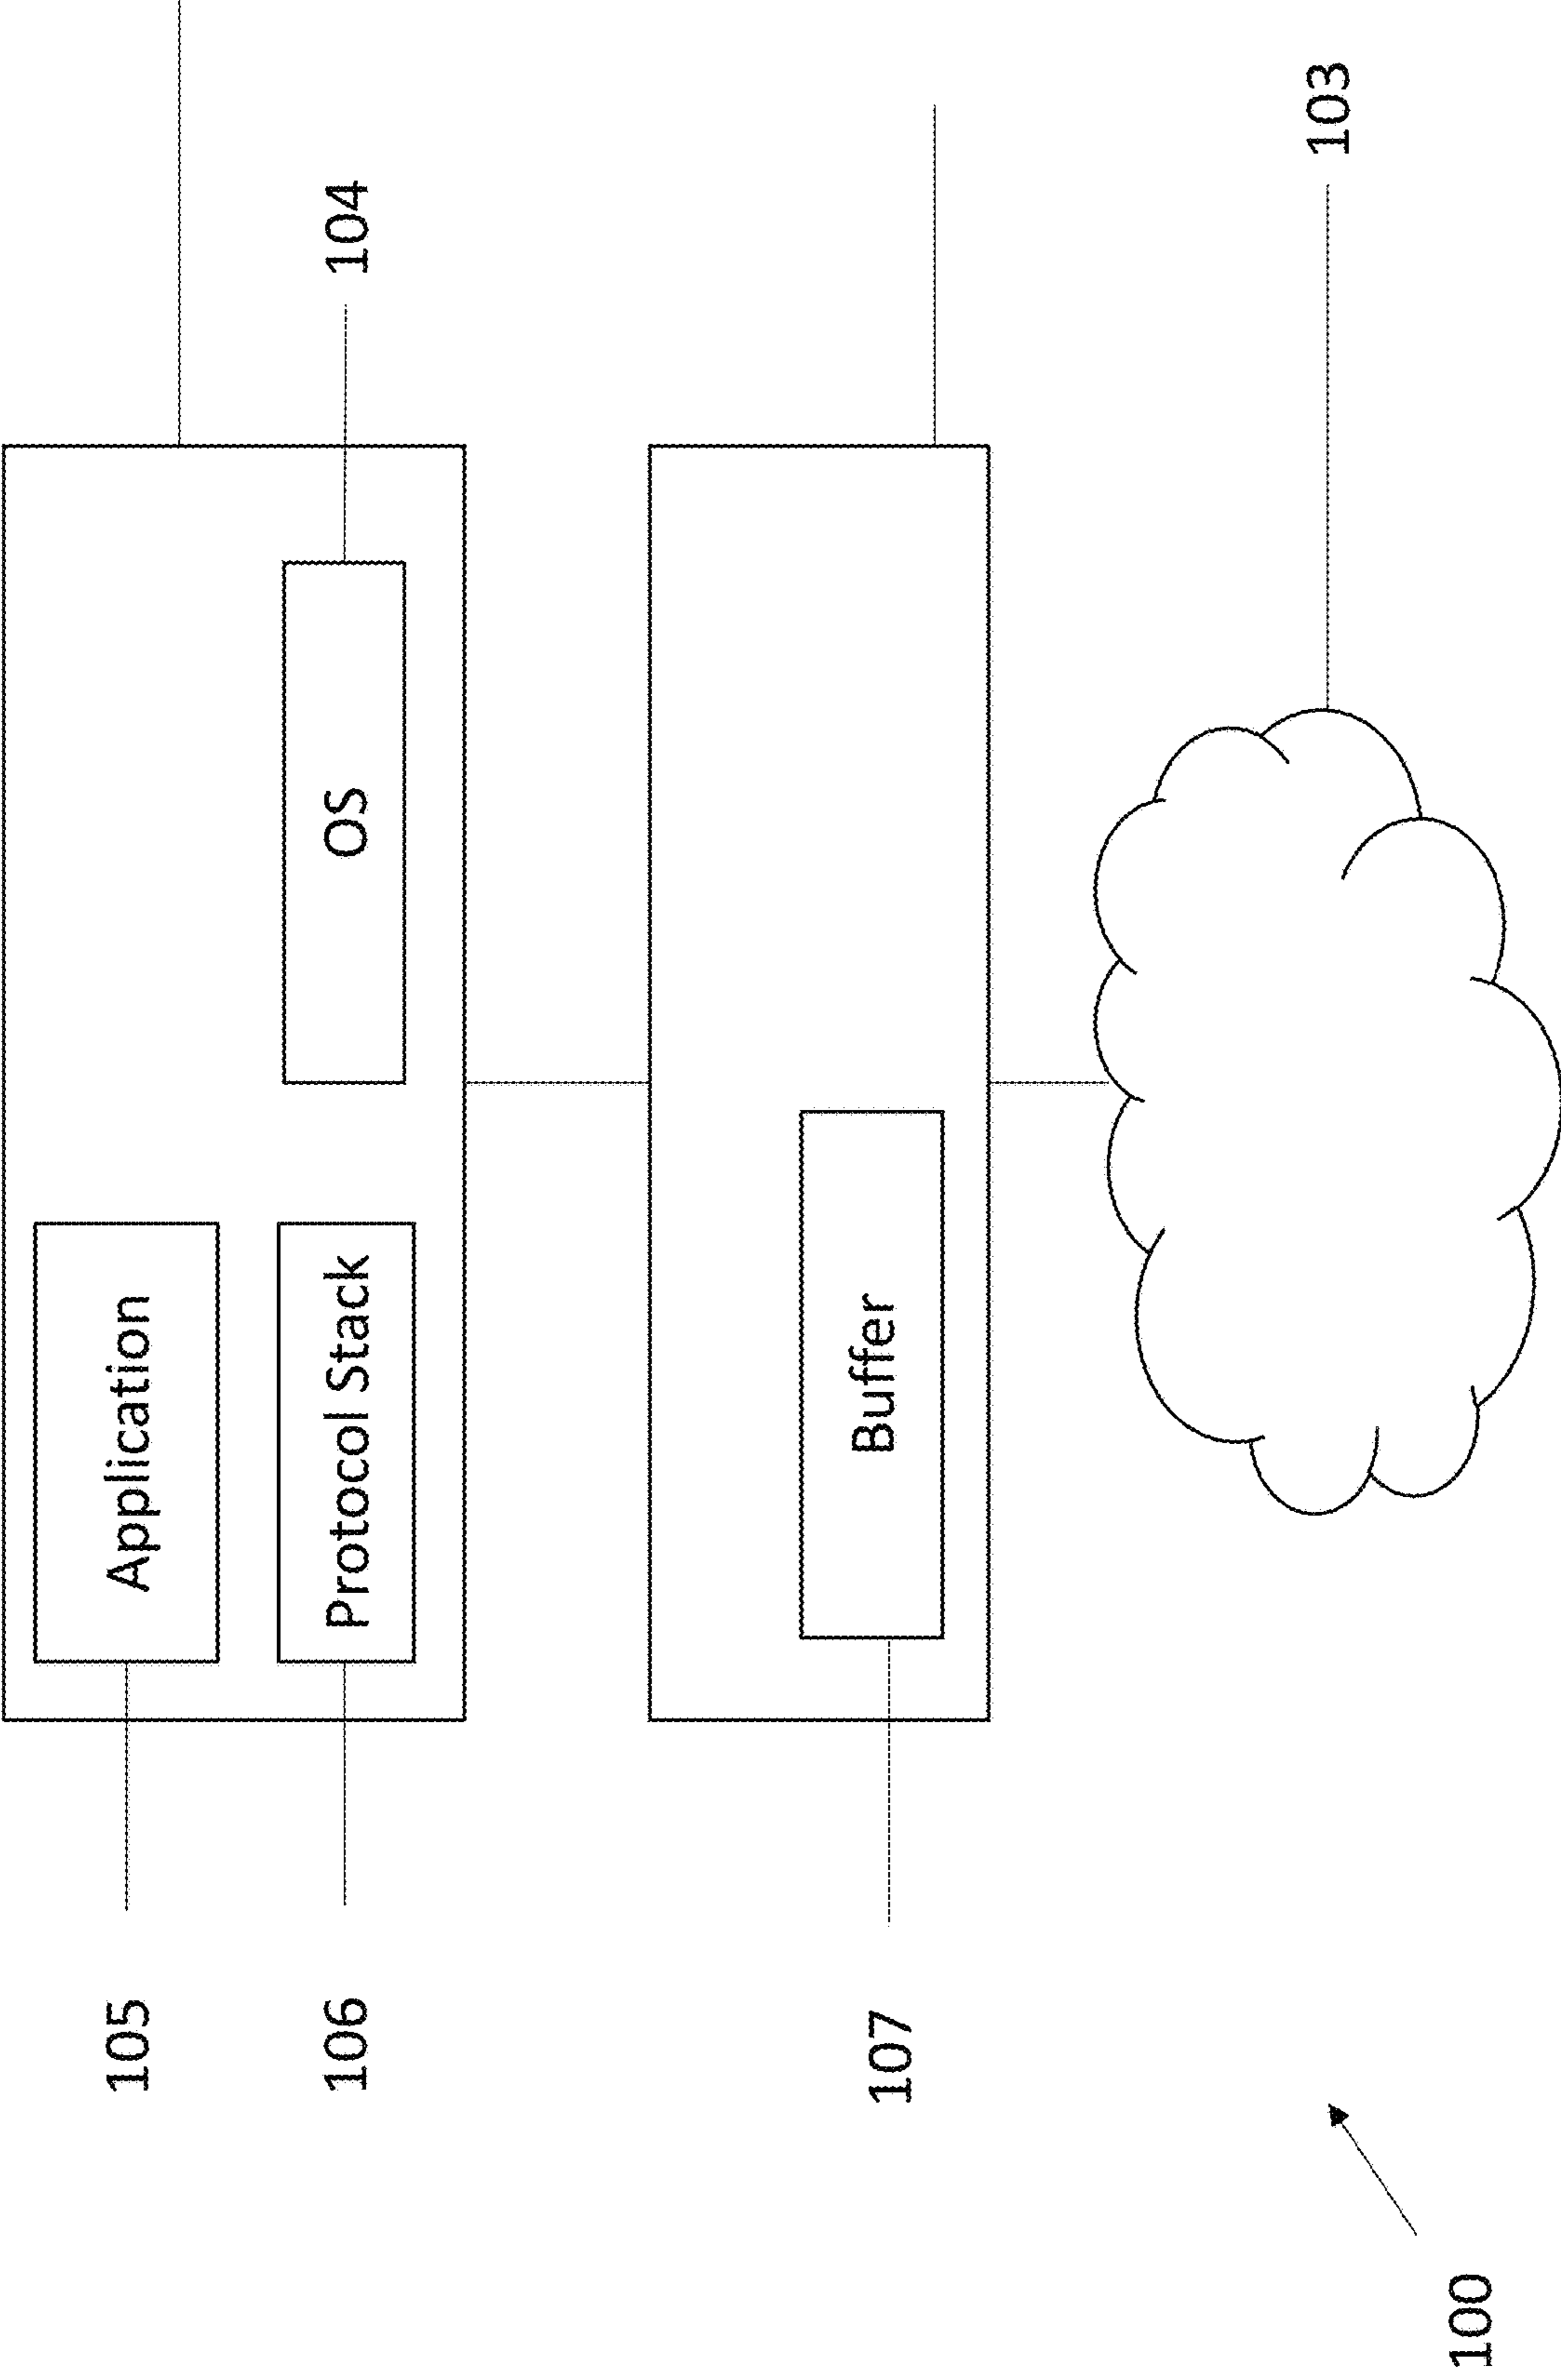 105
Application
106
Protocol Stack
OS
104
107
Buffer
103
100